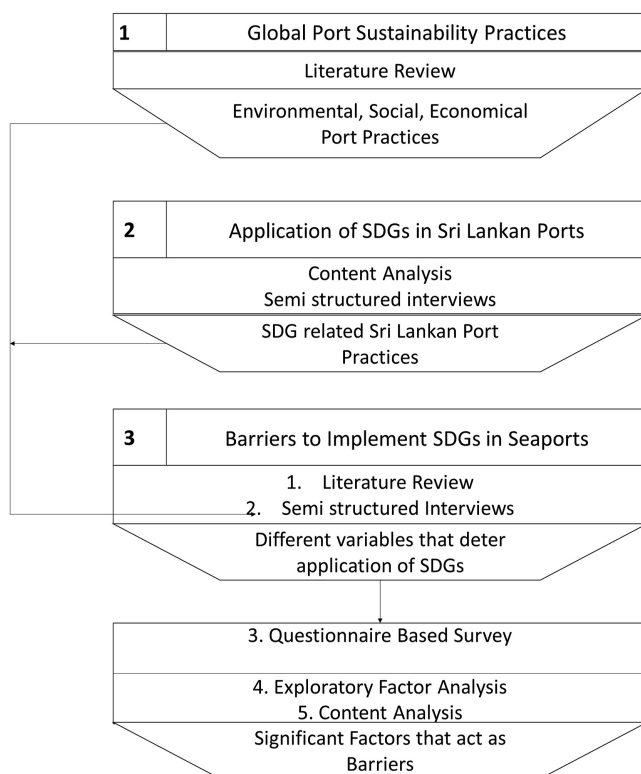 1 Global Port Sustainability Practices
Literature Review
Environmental, Social, Economical
Port Practices
2 Application of SDGs in Sri Lankan Ports
Content Analysis
Semi structured interviews
SDG related Sri Lankan Port
Practices
3 Barriers to Implement SDGs in Seaports
1. Literature Review
2. Semi structured Interviews
Different variables that deter
application of SDGs
3. Questionnaire Based Survey
4. Exploratory Factor Analysis
5. Content Analysis
Significant Factors that act as
Barriers